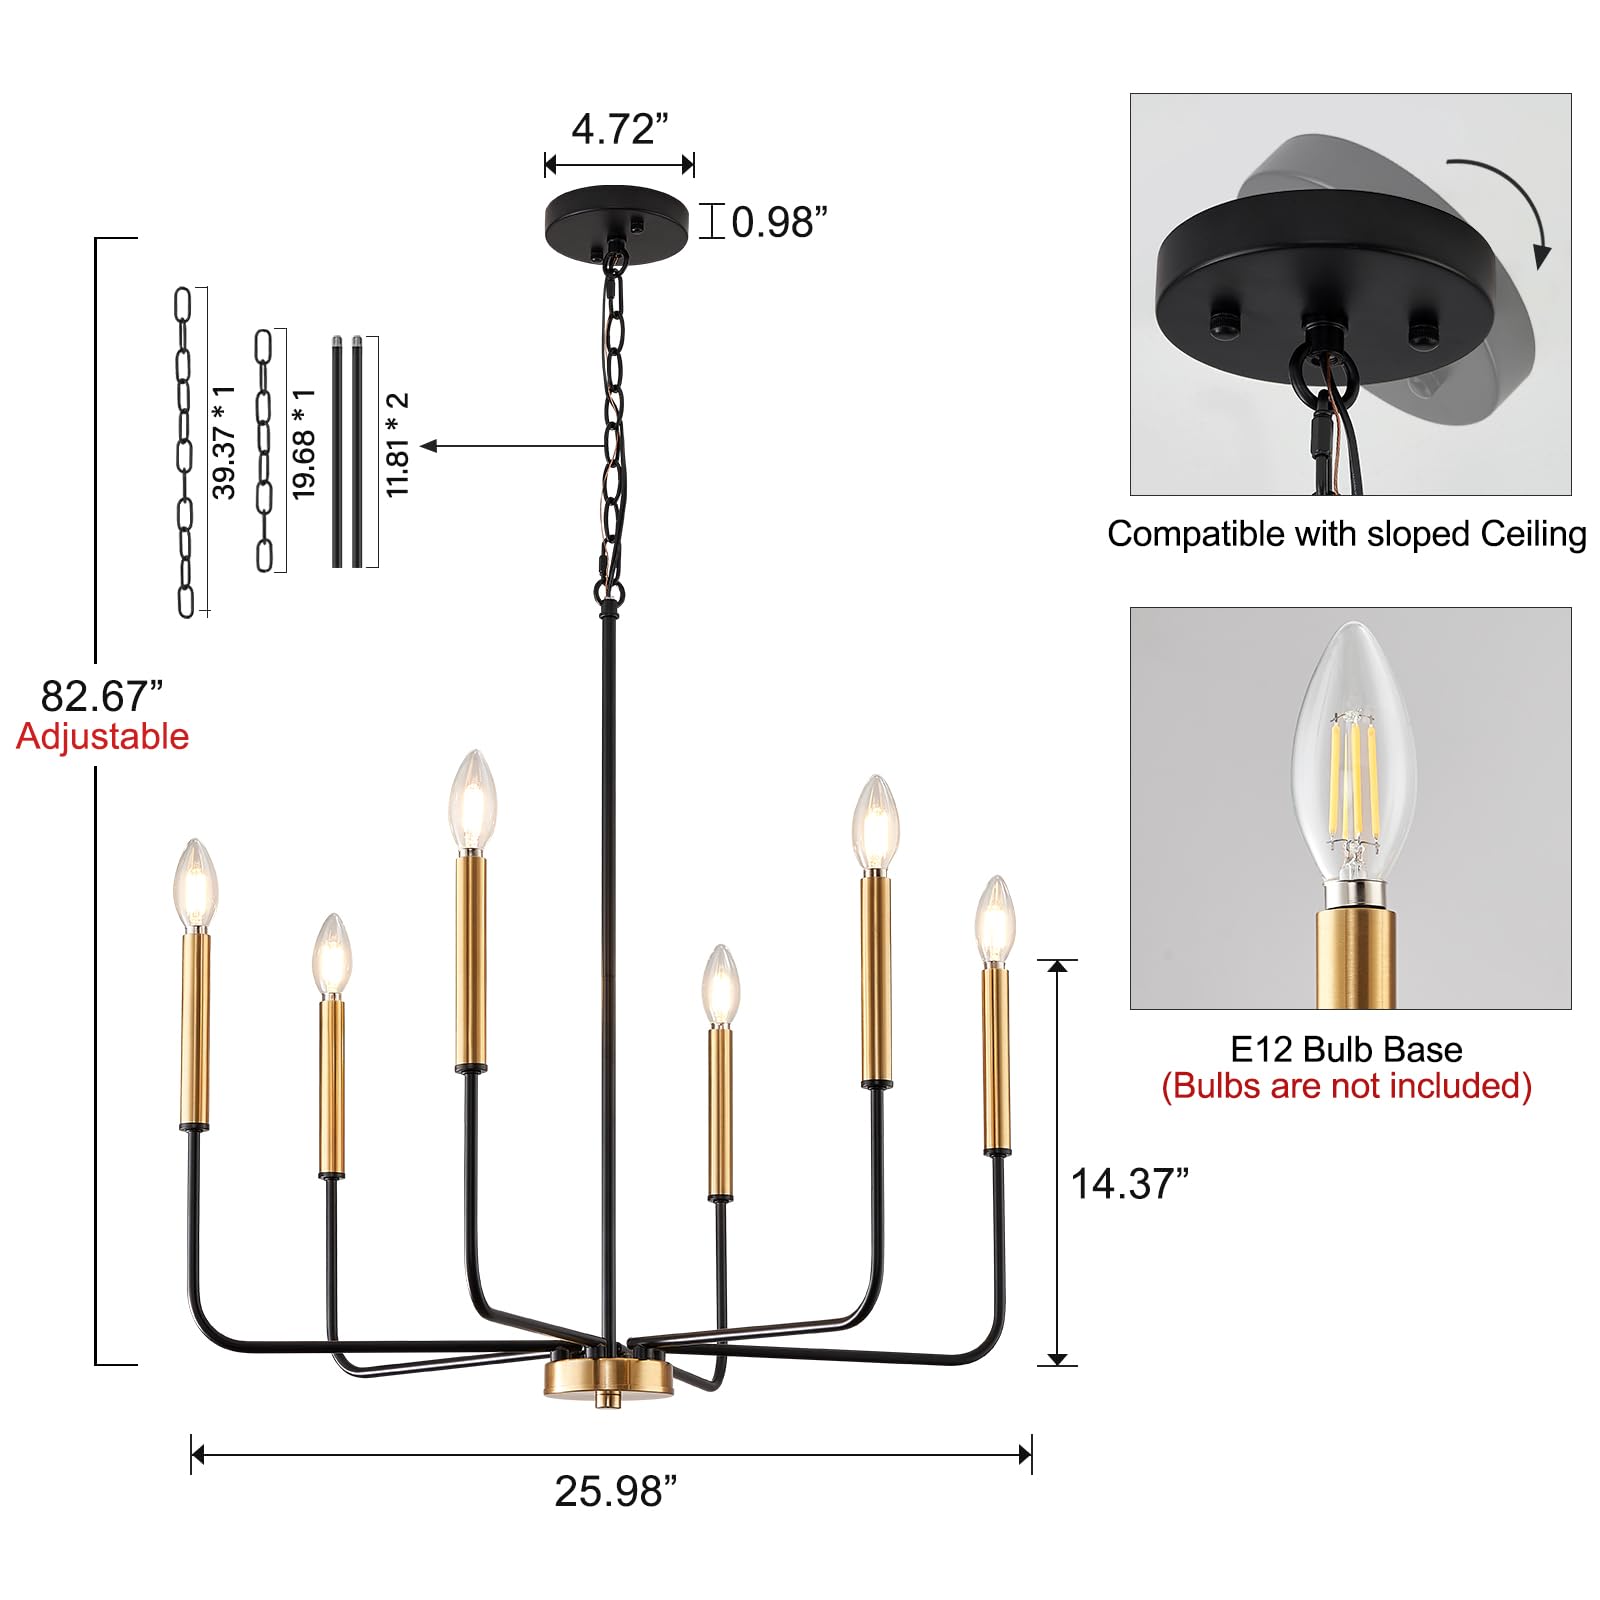 4.72”
0.98”
39.37 * 1
19.68 * 1
11.81 * 2
82.67”
Adjustable
14.37”
25.98”
Compatible with sloped Ceiling
E12 Bulb Base
(Bulbs are not included)